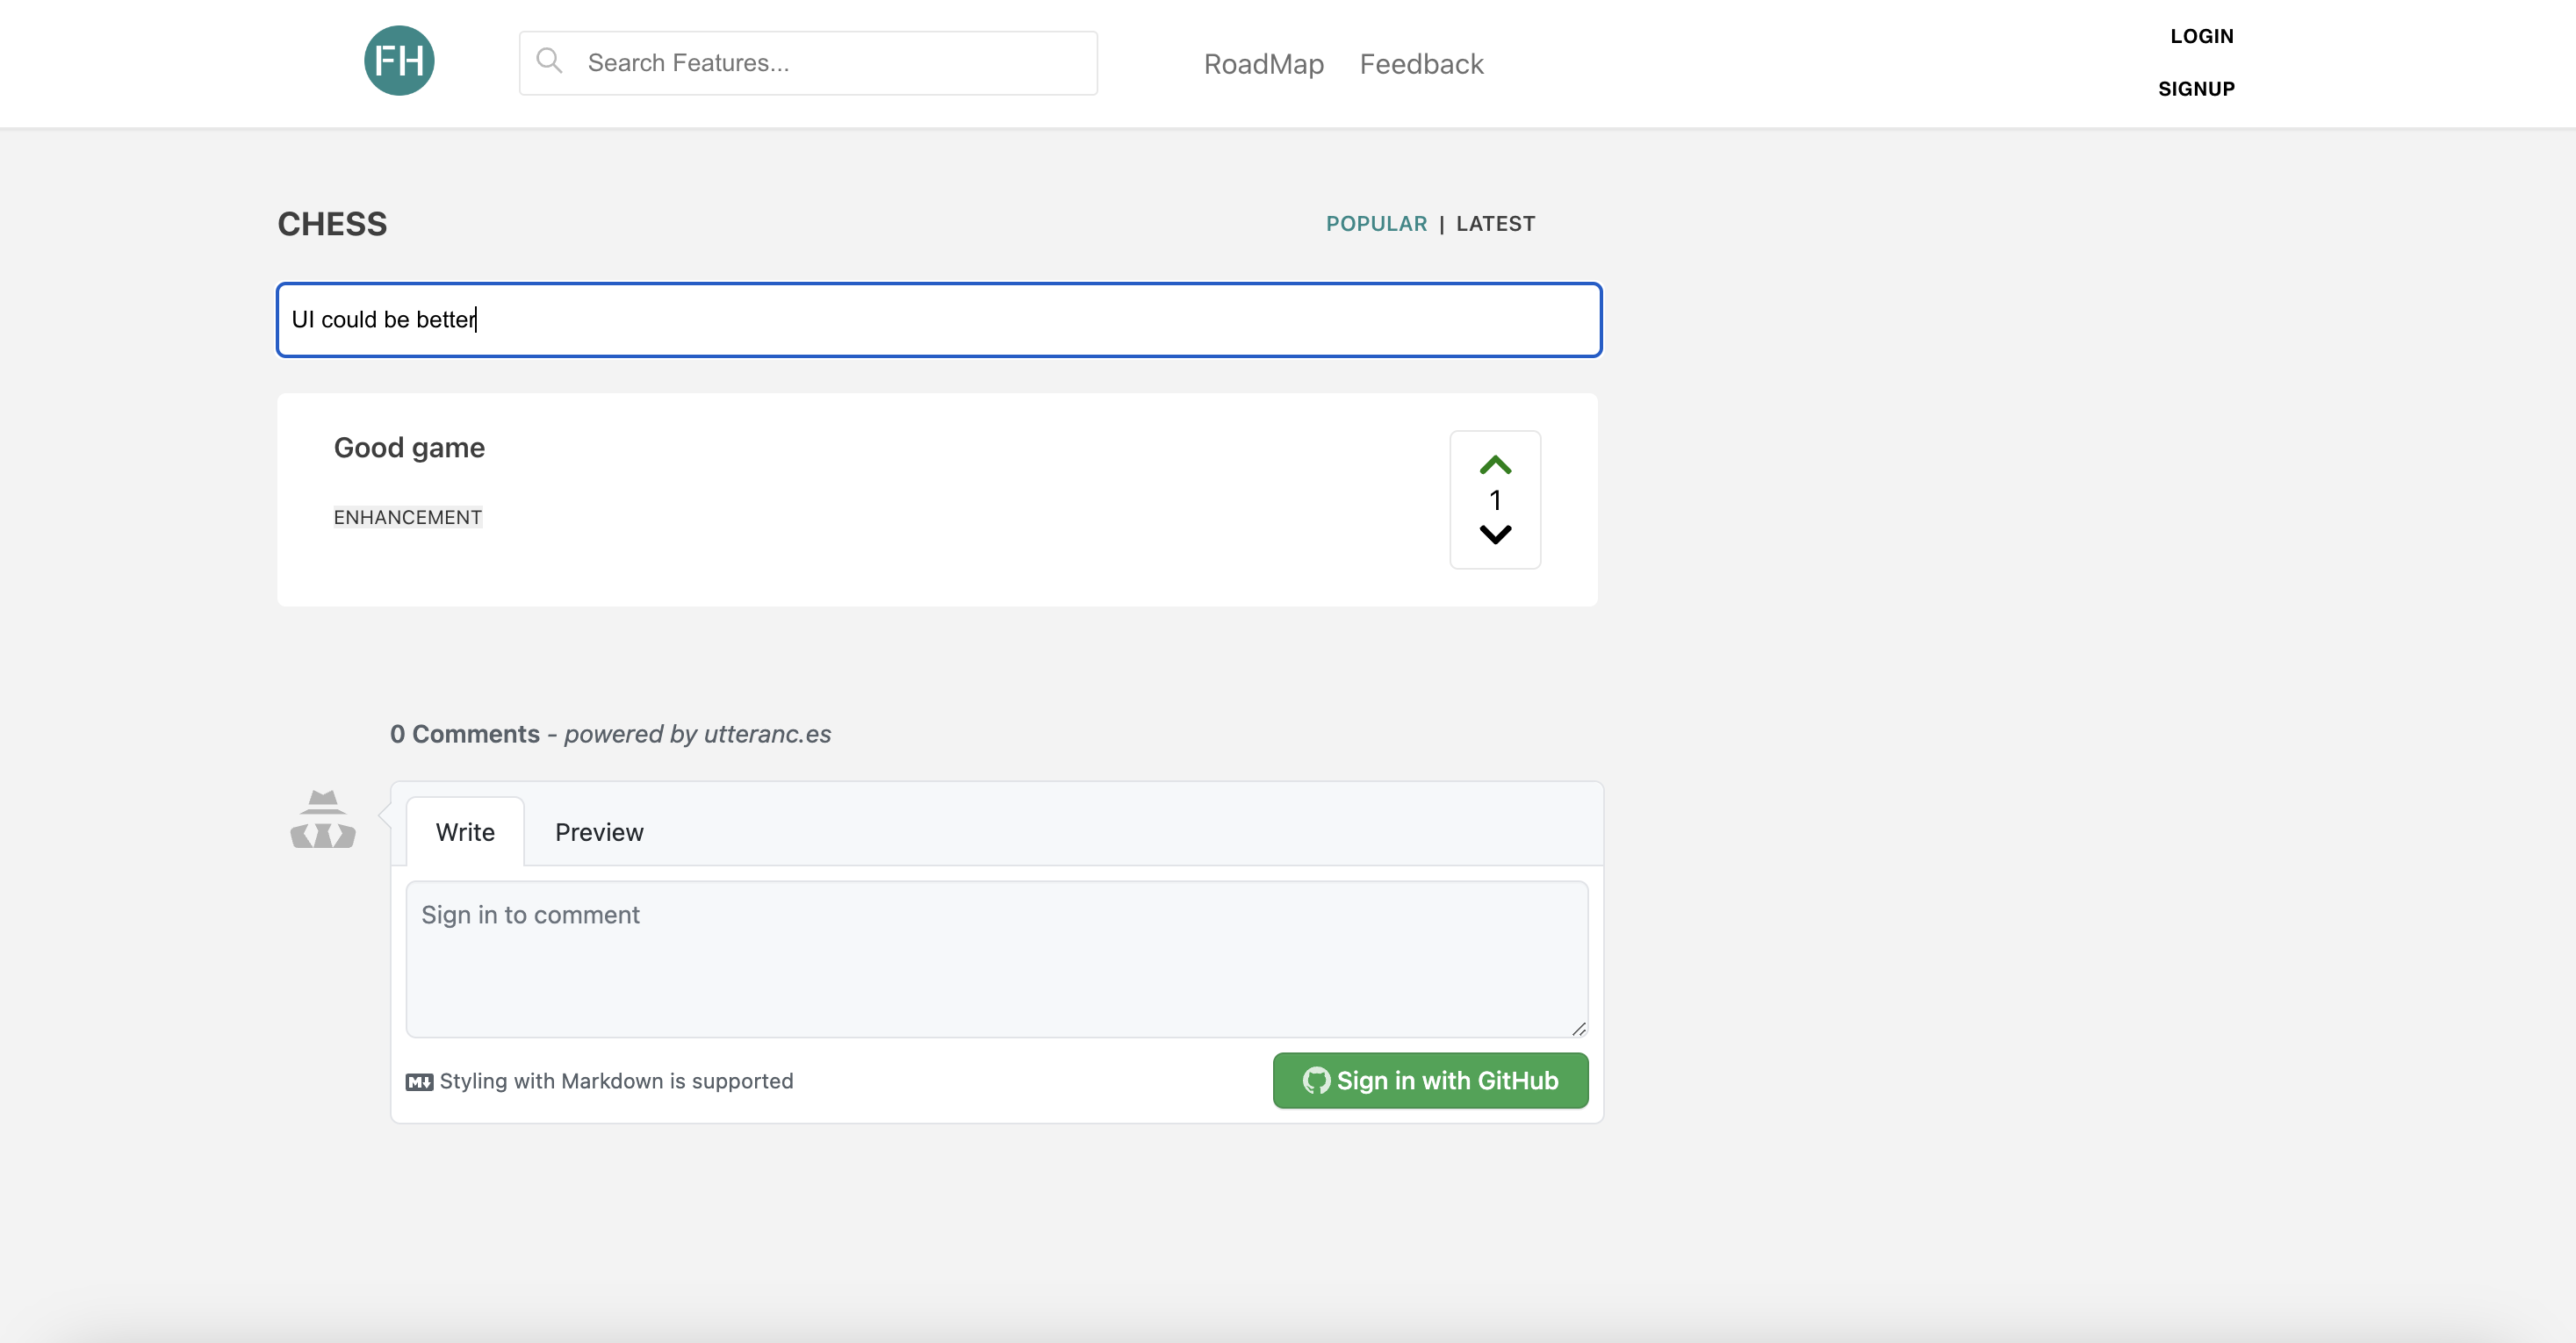 FH
Search Features...
RoadMap Feedback
LOGIN
SIGNUP
CHESS
POPULAR | LATEST
UI could be better
Good game
ENHANCEMENT
1
0 Comments - powered by utteranc.es
Write Preview
Sign in to comment
M Styling with Markdown is supported
Sign in with GitHub